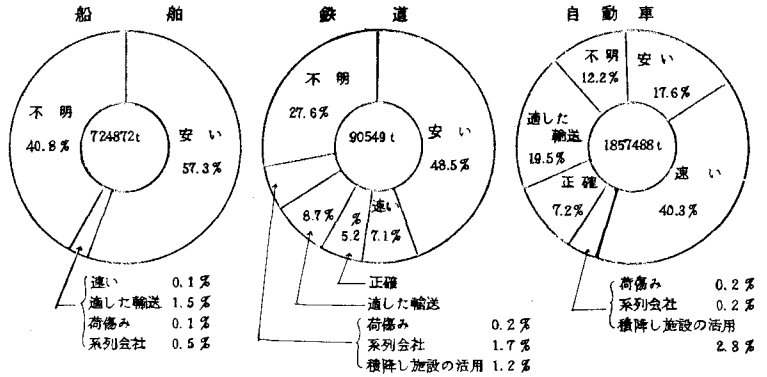 船舶
不明
40.8%
724872t
安い
57.3%
速い 0.1%
適した輸送 1.5%
荷傷み 0.1%
系列会社 0.5%
鉄道
不明
27.6%
90549t
安い
48.5%
速い
7.1%
%
5.2
8.7%
正確
適した輸送
荷傷み 0.2%
系列会社 1.7%
積降し施設の活用 1.2%
自動車
不明
12.2%
安い
17.6%
適した
輸送
19.5%
1857488t
速い
40.3%
正確
7.2%
荷傷み 0.2%
系列会社 0.2%
積降し施設の活用
2.8%